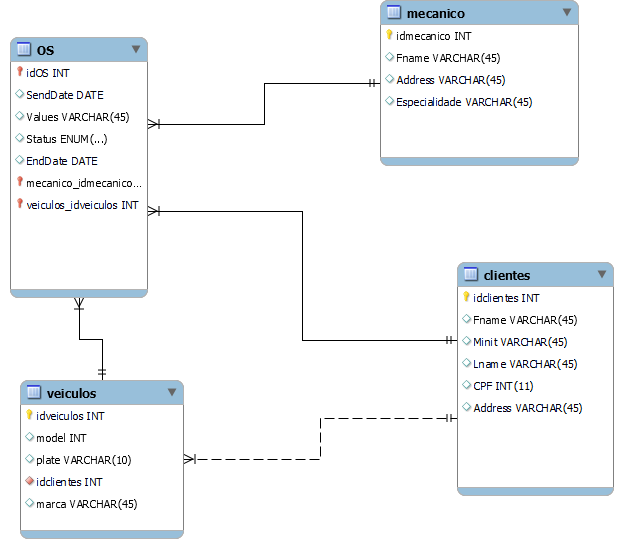 mecanico
idmecanico INT
Fname VARCHAR(45)
Address VARCHAR(45)
Especialidade VARCHAR(45)
OS
idOS INT
SendDate DATE
Values VARCHAR(45)
Status ENUM(...)
EndDate DATE
mecanico_idmecanico...
veiculos_idveiculos INT
clientes
idclientes INT
Fname VARCHAR(45)
Minit VARCHAR(45)
Lname VARCHAR(45)
CPF INT(11)
Address VARCHAR(45)
veiculos
idveiculos INT
model INT
plate VARCHAR(10)
idclientes INT
marca VARCHAR(45)